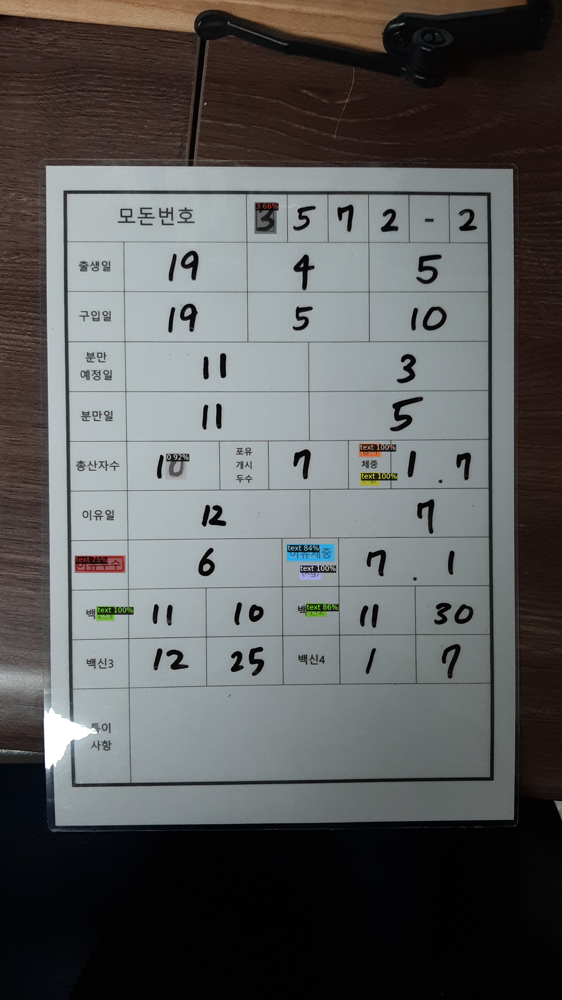 모돈번호 3 5 7 2 - 2
출생일 19 4 5
구입일 19 5 10
분만 예정일 11 3
분만일 11 5
총산자수 10 포유 개시 두수 7 체중 (kg) 1.7
이유일 12 7
이유두수 6 이유체중 (kg) 7.1
백신1 11 10 백신2 11 30
백신3 12 25 백신4 1 7
특이
사항
3 66%
0 92%
text 100%
text 100%
text 75%
text 84%
text 100%
text 100%
text 86%